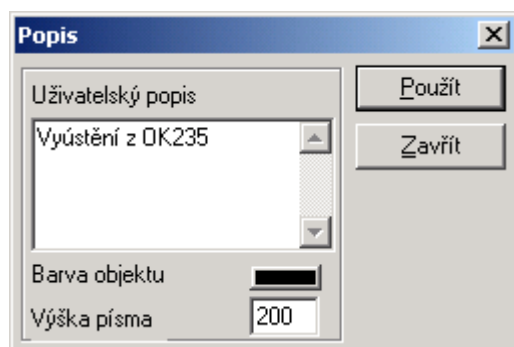 Popis
Uživatelský popis
Vyústění z OK235
Barva objektu
Výška písma 200
Použít
Zavřít